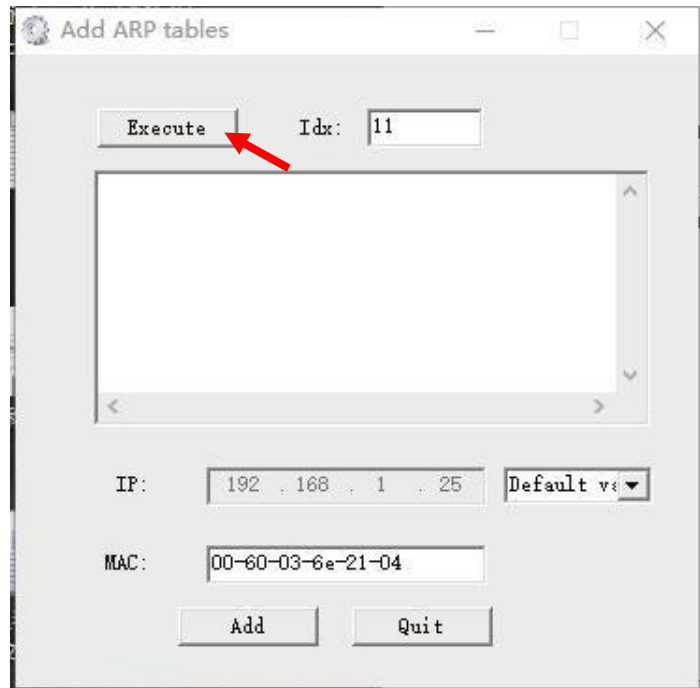 Add ARP tables
Execute Idx: 11
IP: 192 . 168 . 1 . 25 Default
MAC: 00-60-03-6e-21-04
Add Quit